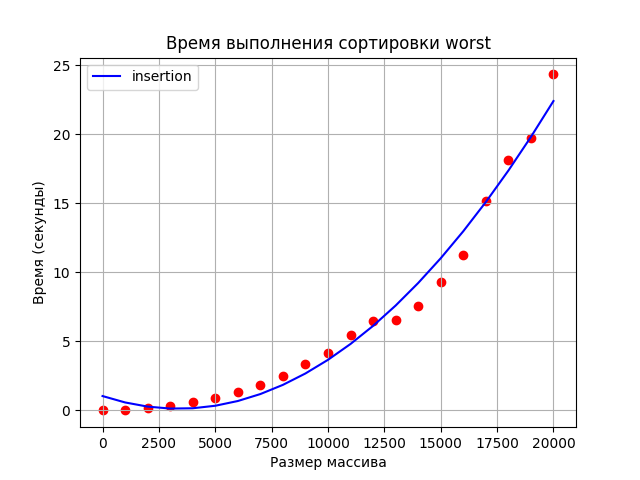 Время выполнения сортировки worst
insertion
25
20
15
10
5
0
Время (секунды)
0 2500 5000 7500 10000 12500 15000 17500 20000
Размер массива